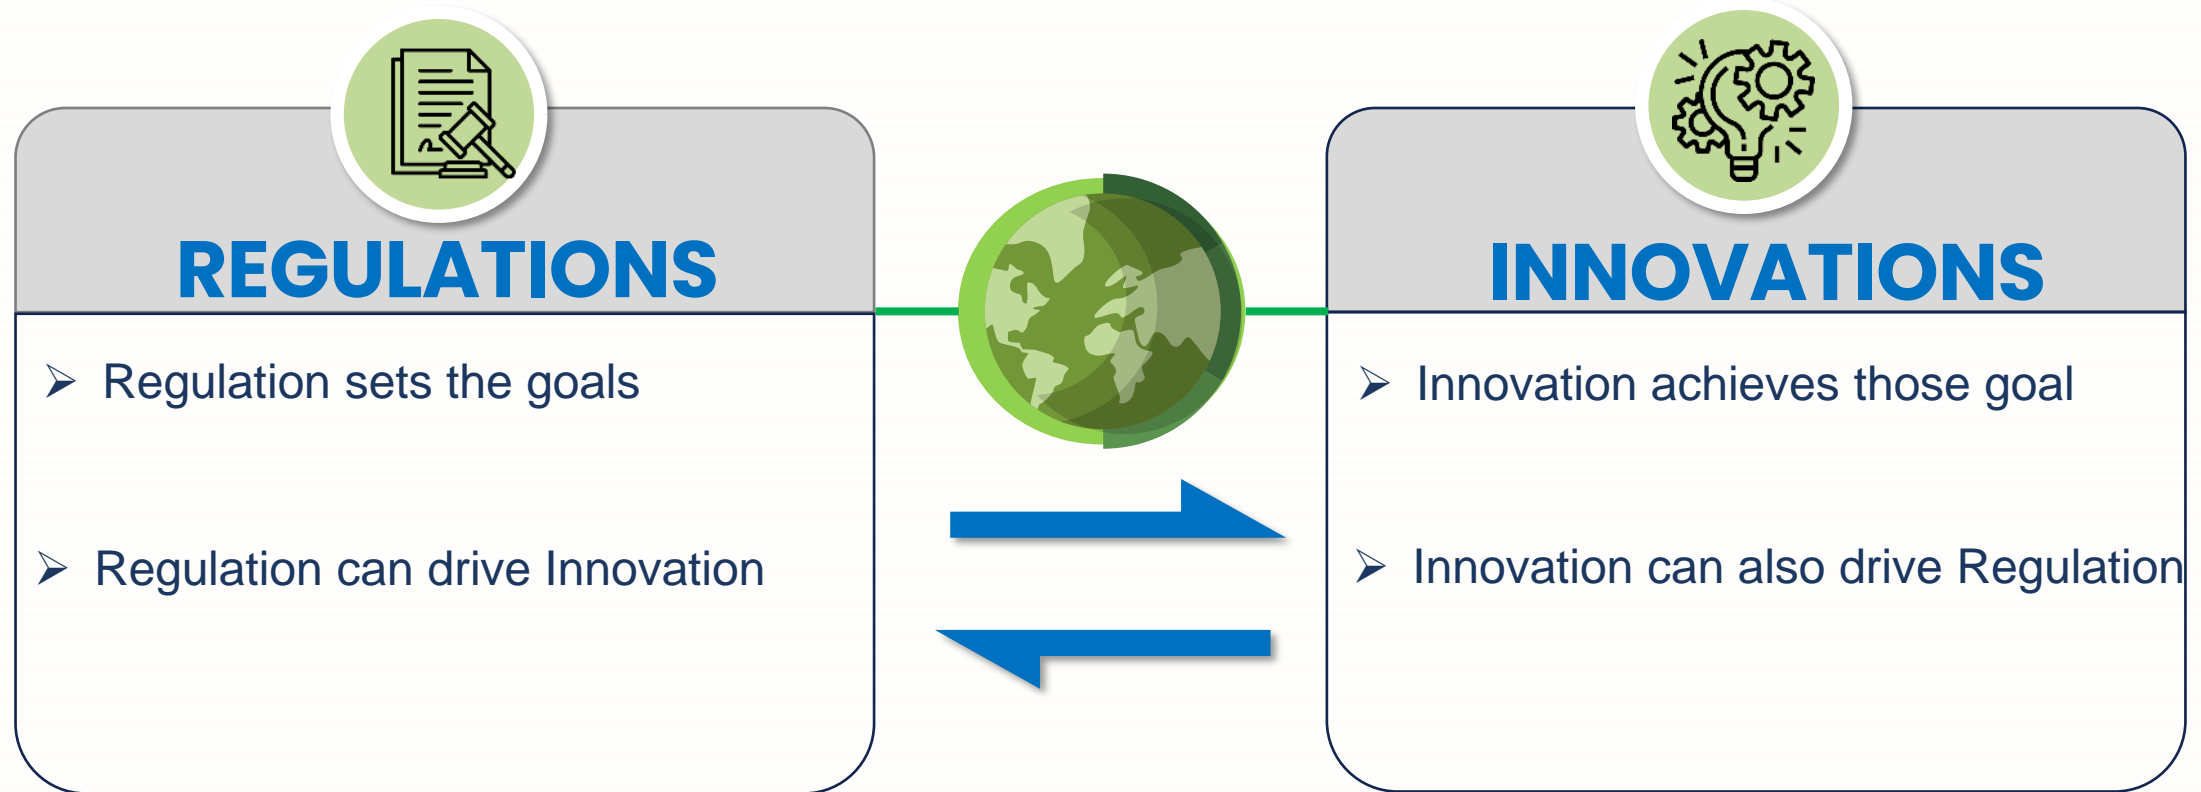 REGULATIONS
➢ Regulation sets the goals
➢ Regulation can drive Innovation
INNOVATIONS
➢ Innovation achieves those goal
➢ Innovation can also drive Regulation